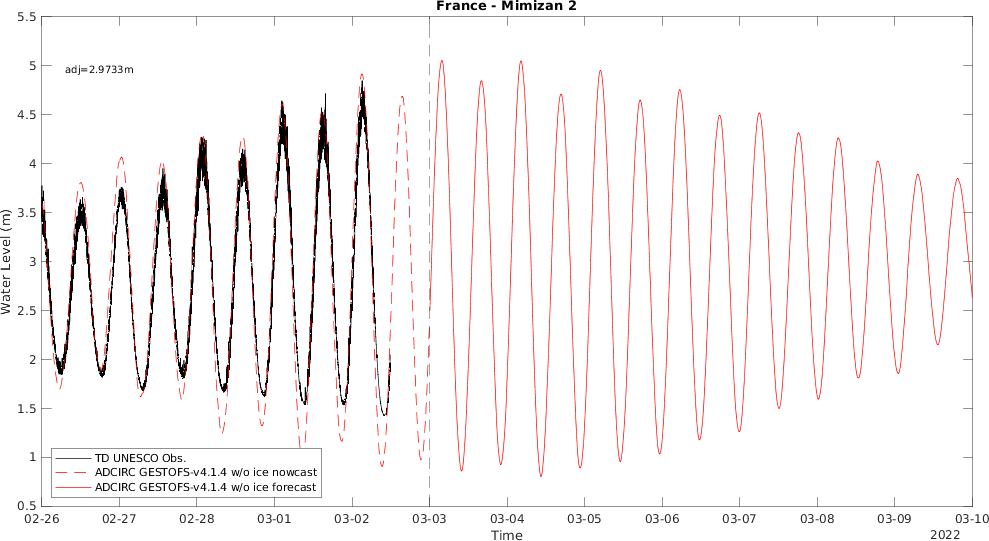 France - Mimizan 2
adj=2.9733m
Water Level (m)
5.5
5
4.5
4
3.5
3
2.5
2
1.5
1
0.5
TD UNESCO Obs.
ADCIRC GESTOFS-v4.1.4 w/o ice nowcast
ADCIRC GESTOFS-v4.1.4 w/o ice forecast
02-26 02-27 02-28 03-01 03-02 03-03 03-04 03-05 03-06 03-07 03-08 03-09 03-10
Time
2022